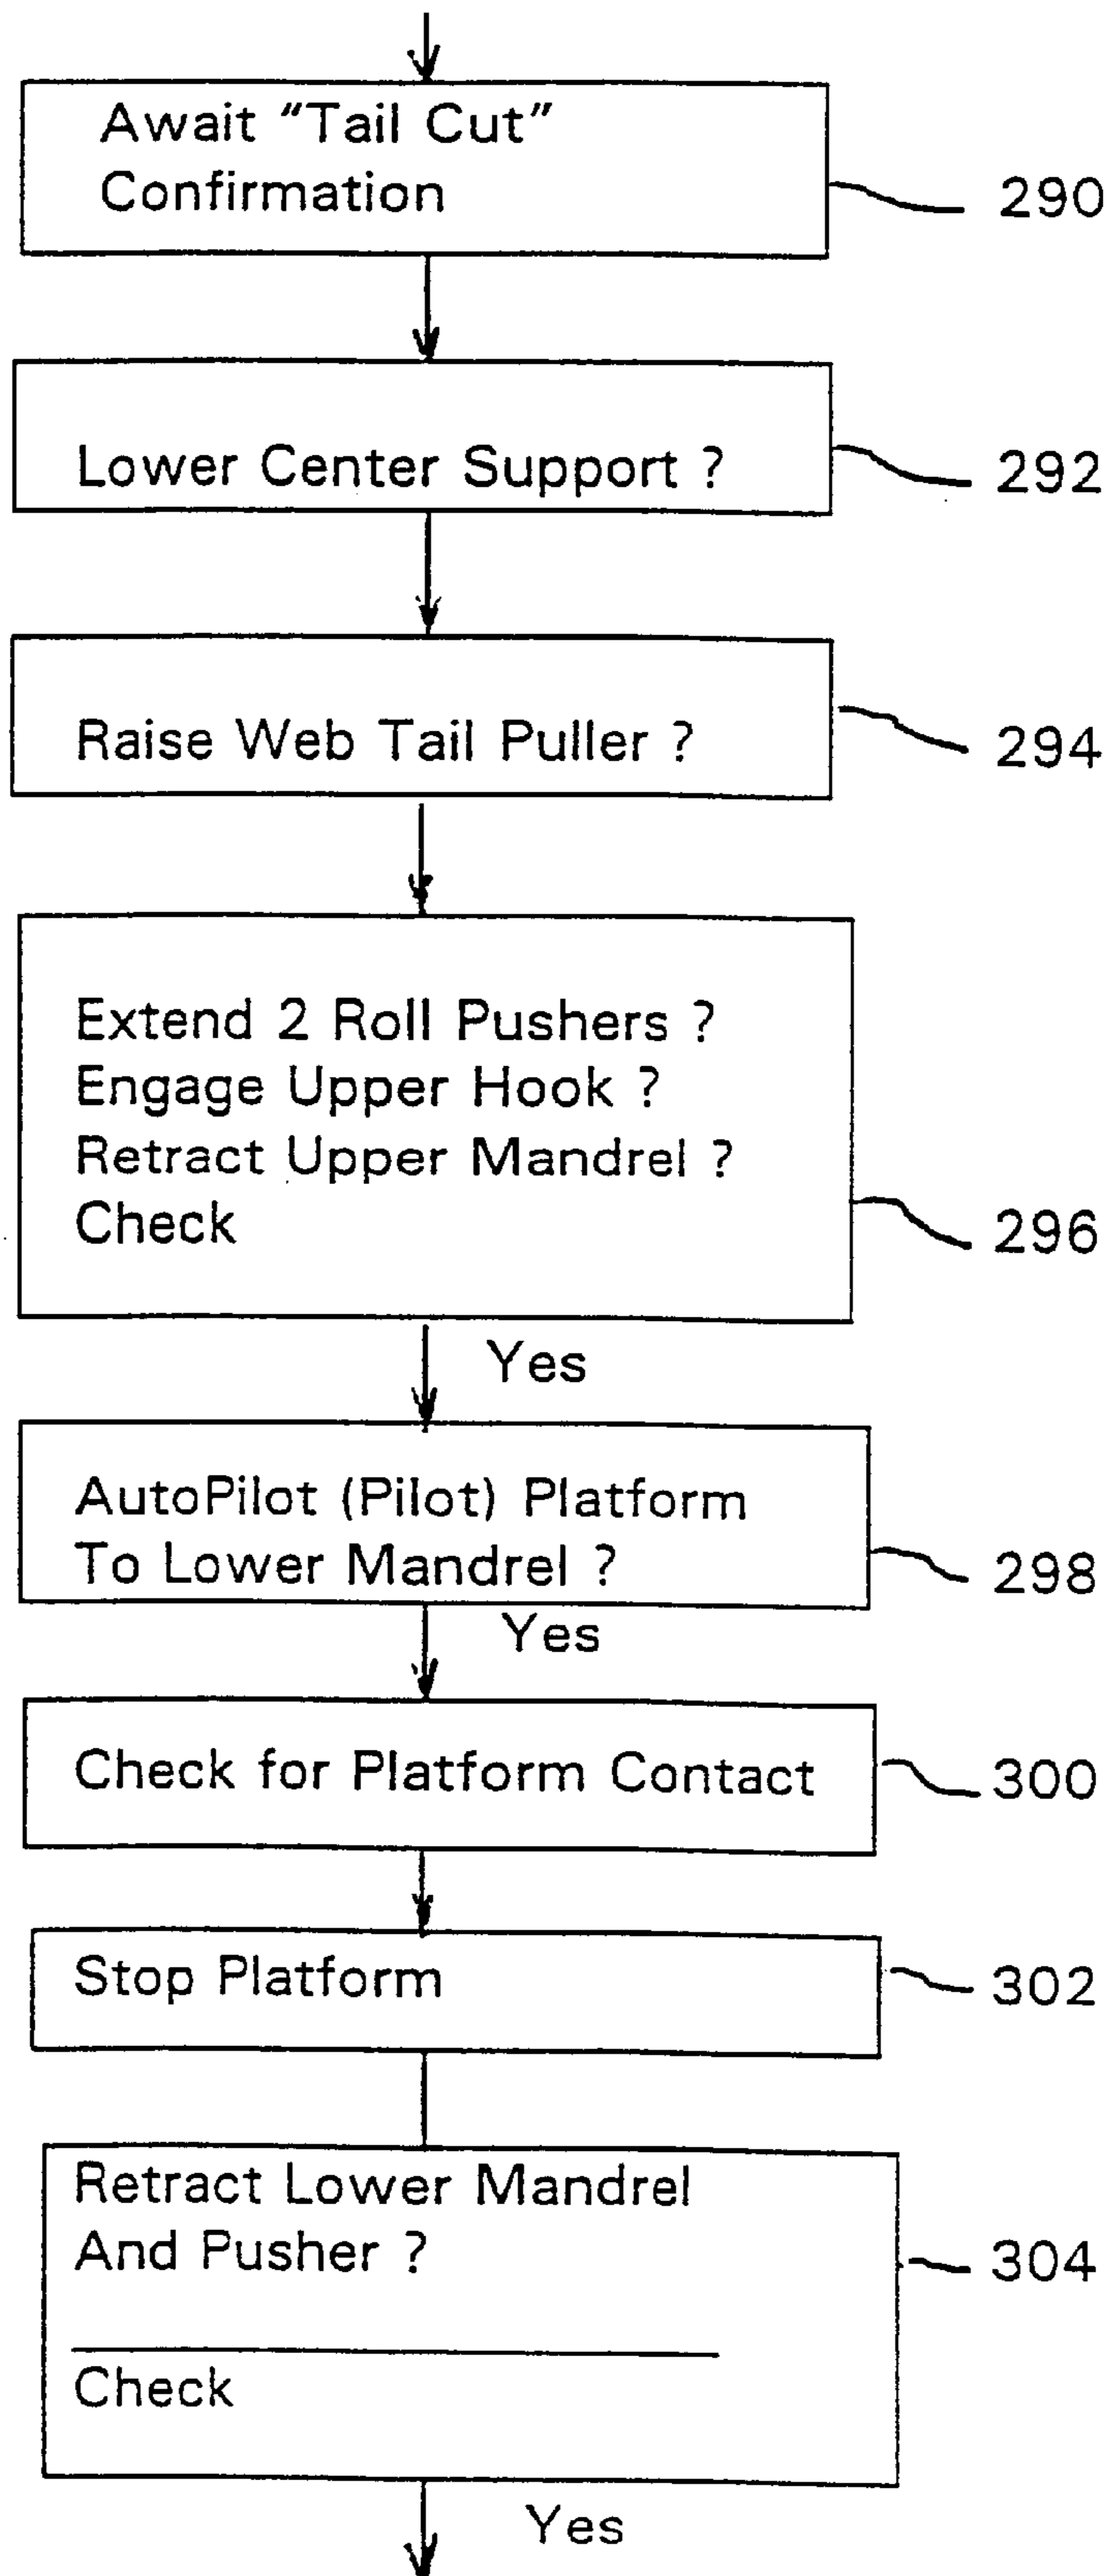 Await "Tail Cut"
Confirmation
290
Lower Center Support ?
292
Raise Web Tail Puller ?
294
Extend 2 Roll Pushers ?
Engage Upper Hook ?
Retract Upper Mandrel ?
Check
296
Yes
AutoPilot (Pilot) Platform
To Lower Mandrel ?
298
Yes
Check for Platform Contact
300
Stop Platform
302
Retract Lower Mandrel
And Pusher ?
304
Check
Yes